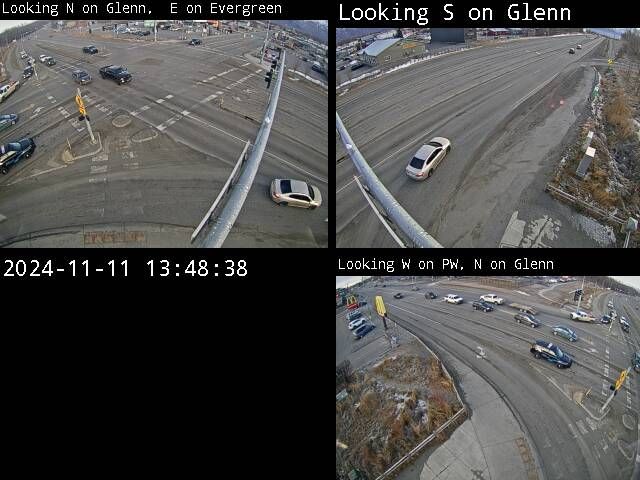 Looking N on Glenn,  E on Evergreen
Looking S on Glenn
2024-11-11 13:48:38
Looking W on PW, N on Glenn